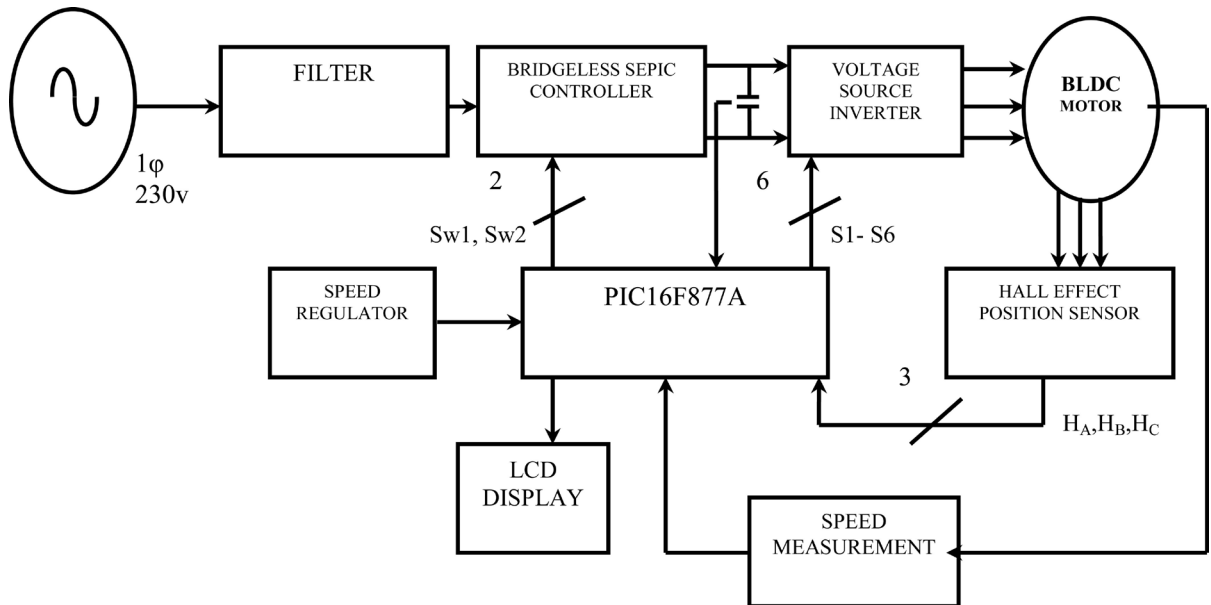 FILTER
BRIDGELESS SEPIC
CONTROLLER
VOLTAGE
SOURCE
INVERTER
BLDC
MOTOR
1φ
230v
2
6
Sw1, Sw2
S1- S6
SPEED
REGULATOR
PIC16F877A
HALL EFFECT
POSITION SENSOR
3
HA,HB,HC
LCD
DISPLAY
SPEED
MEASUREMENT